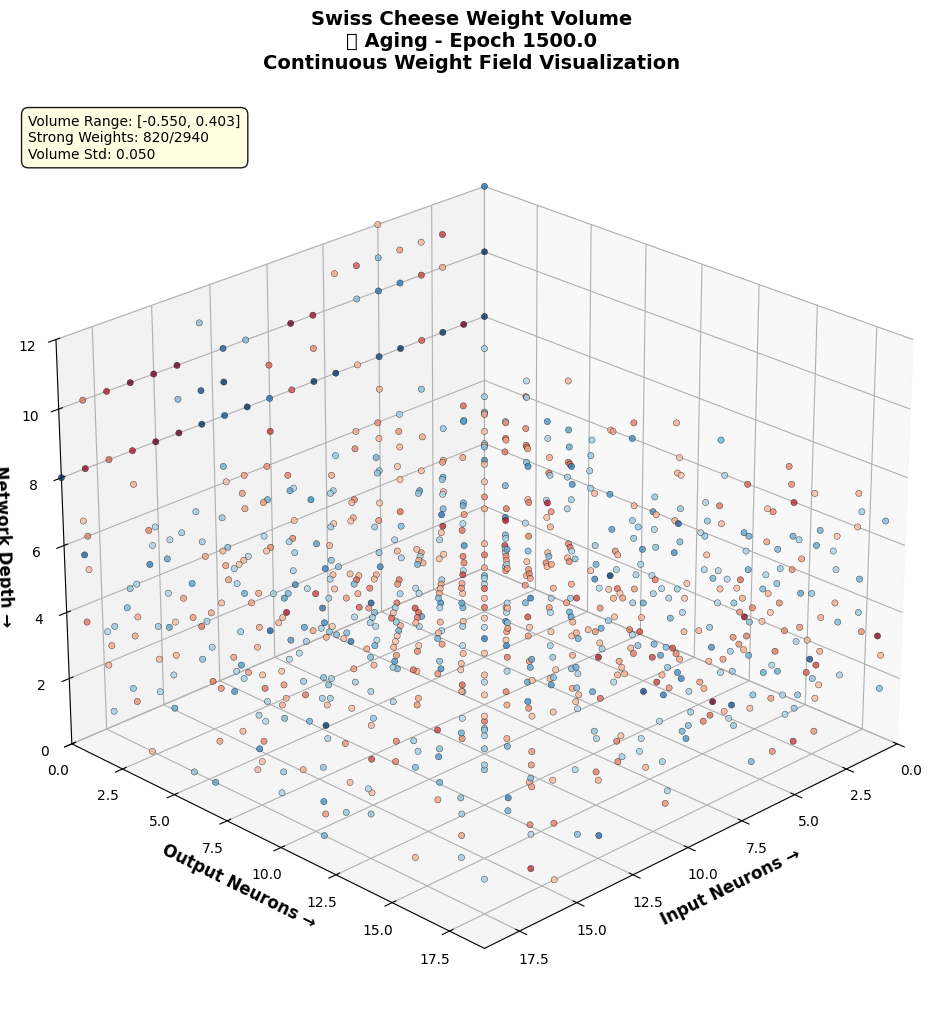 Swiss Cheese Weight Volume
▯ Aging - Epoch 1500.0
Continuous Weight Field Visualization
Volume Range: [-0.550, 0.403]
Strong Weights: 820/2940
Volume Std: 0.050
12
10
8
6
4
2
0
Network Depth →
0.0
2.5
5.0
7.5
10.0
12.5
15.0
17.5
Output Neurons →
0.0
2.5
5.0
7.5
10.0
12.5
15.0
17.5
Input Neurons →